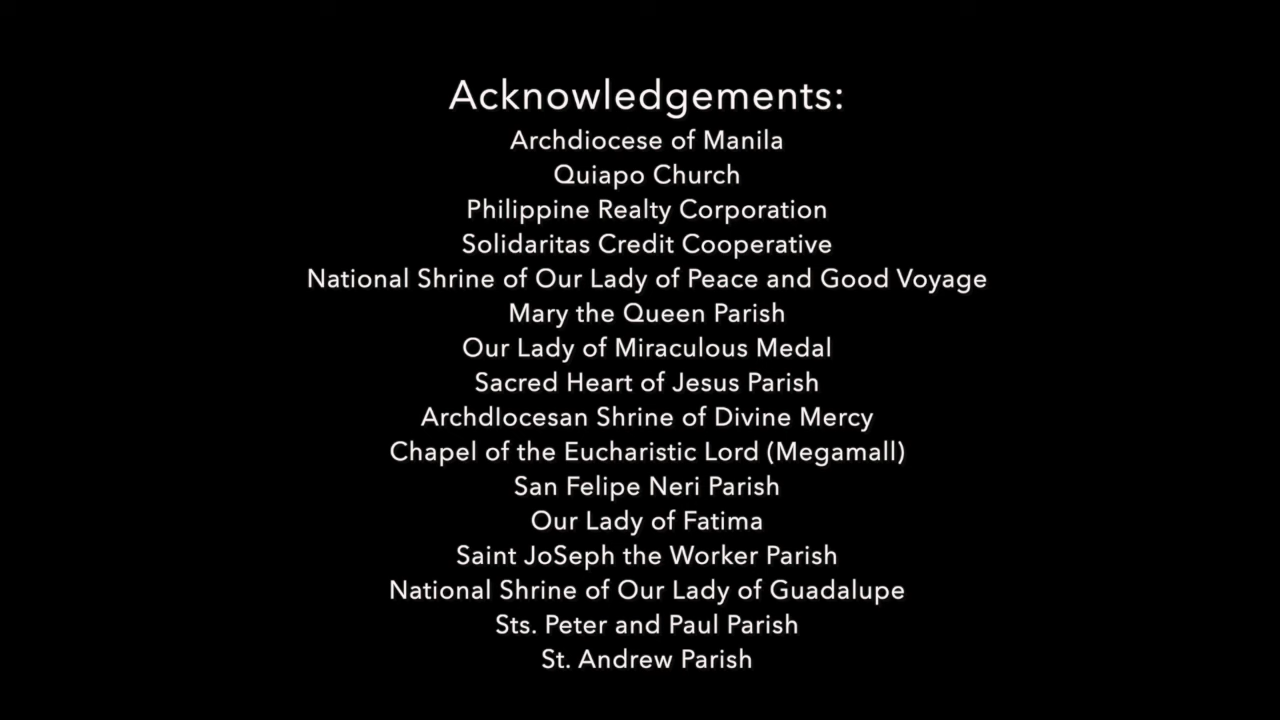 Acknowledgements:
Archdiocese of Manila
Quiapo Church
Philippine Realty Corporation
Solidaritas Credit Cooperative
National Shrine of Our Lady of Peace and Good Voyage
Mary the Queen Parish
Our Lady of Miraculous Medal
Sacred Heart of Jesus Parish
ArchdIocesan Shrine of Divine Mercy
Chapel of the Eucharistic Lord (Megamall)
San Felipe Neri Parish
Our Lady of Fatima
Saint JoSeph the Worker Parish
National Shrine of Our Lady of Guadalupe
Sts. Peter and Paul Parish
St. Andrew Parish